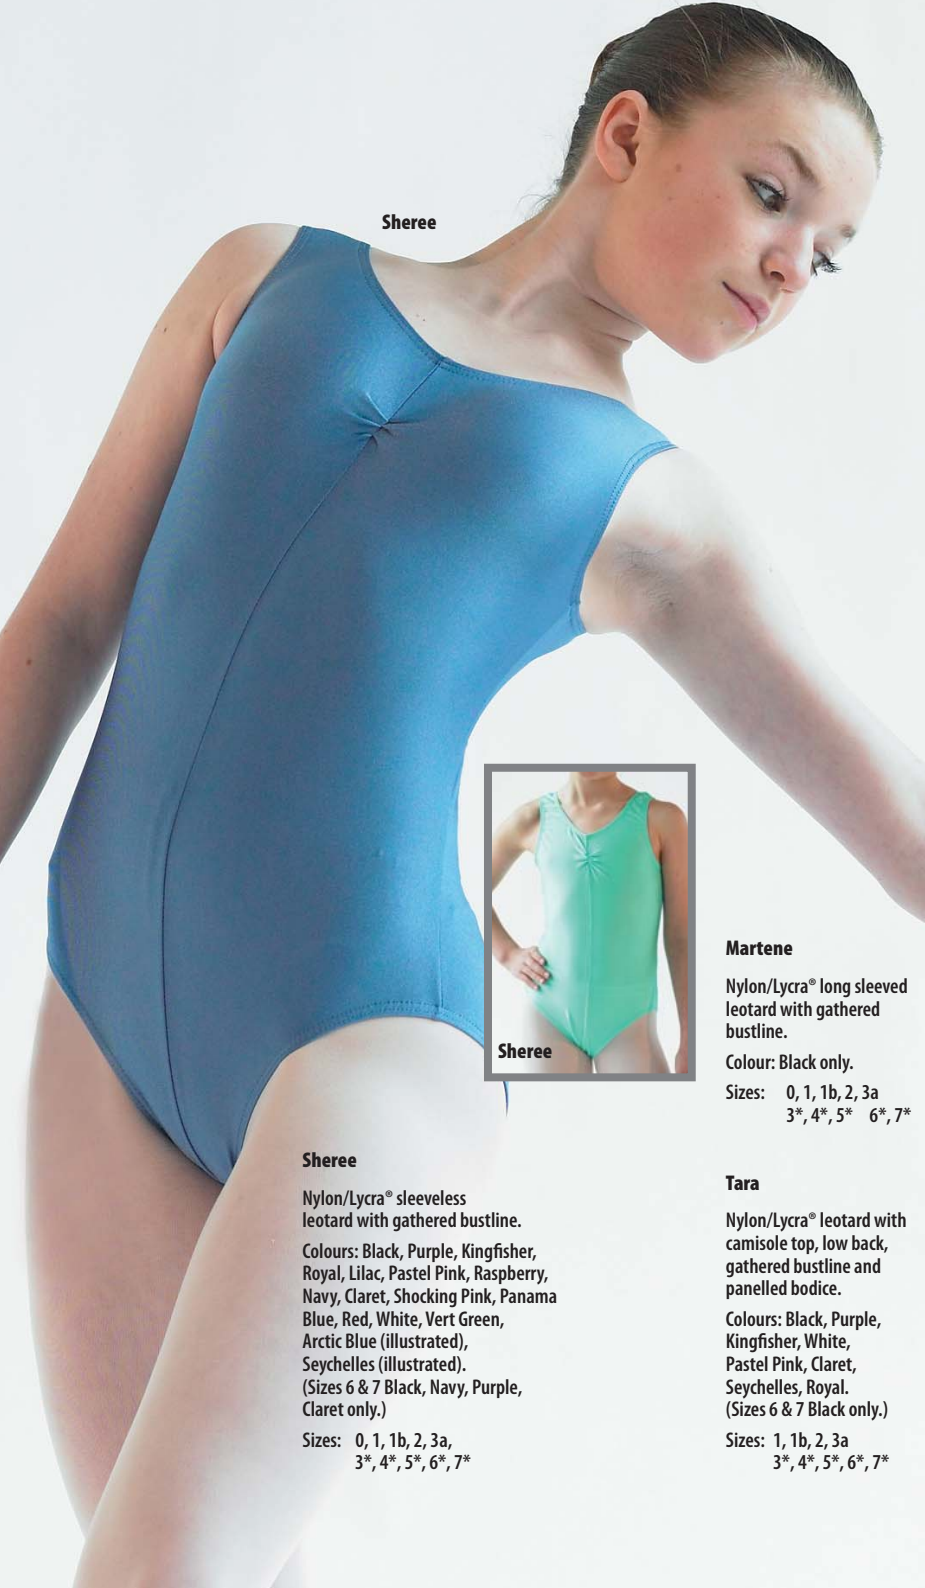 Sheree
Sheree
Sheree
Nylon/Lycra® sleeveless
leotard with gathered bustline.
Colours: Black, Purple, Kingfisher,
Royal, Lilac, Pastel Pink, Raspberry,
Navy, Claret, Shocking Pink, Panama
Blue, Red, White, Vert Green,
Arctic Blue (illustrated),
Seychelles (illustrated).
(Sizes 6 & 7 Black, Navy, Purple,
Claret only.)
Sizes: 0, 1, 1b, 2, 3a,
3*, 4*, 5*, 6*, 7*
Martene
Nylon/Lycra® long sleeved
leotard with gathered
bustline.
Colour: Black only.
Sizes: 0, 1, 1b, 2, 3a
3*, 4*, 5* 6*, 7*
Tara
Nylon/Lycra® leotard with
camisole top, low back,
gathered bustline and
panelled bodice.
Colours: Black, Purple,
Kingfisher, White,
Pastel Pink, Claret,
Seychelles, Royal.
(Sizes 6 & 7 Black only.)
Sizes: 1, 1b, 2, 3a
3*, 4*, 5*, 6*, 7*